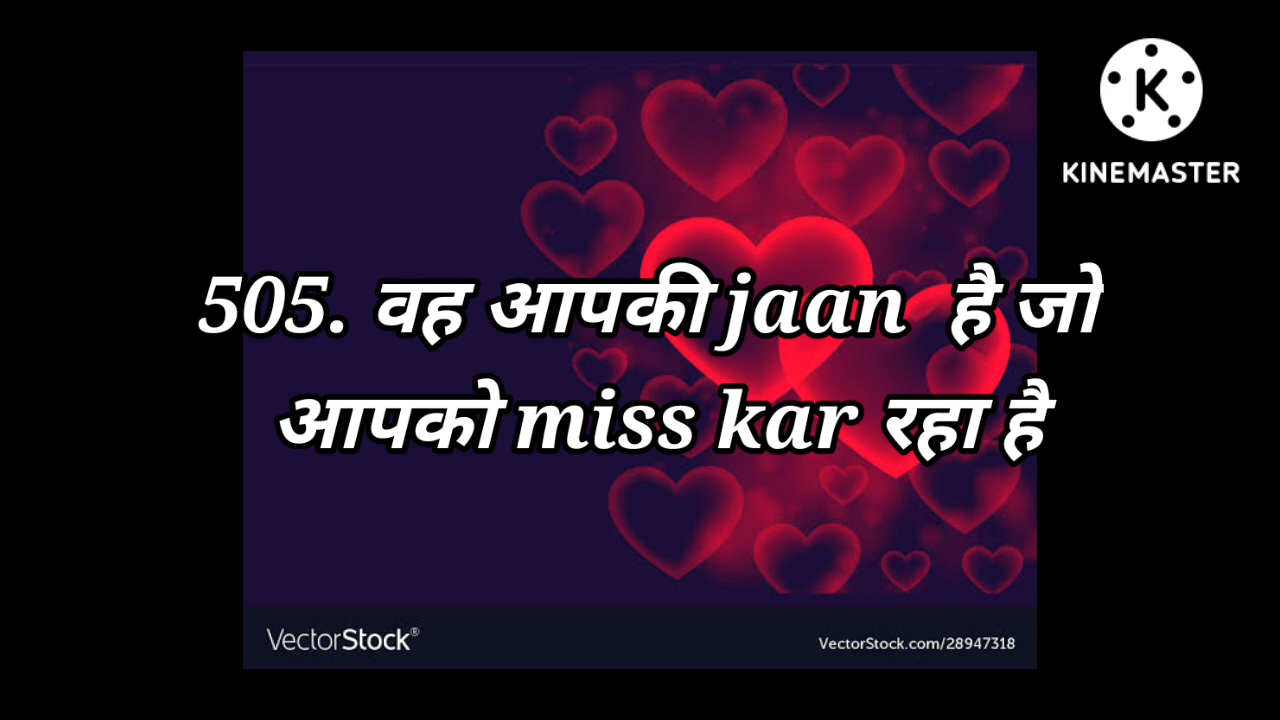 K
KINEMASTER
505. वह आपकी jaan है जो
आपको miss kar रहा है
VectorStock®
VectorStock.com/28947318